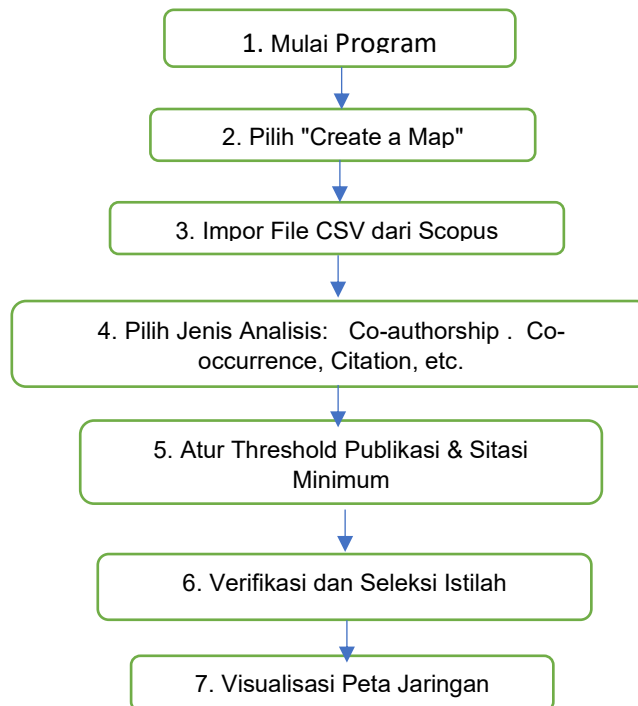 1. Mulai Program
2. Pilih "Create a Map"
3. Impor File CSV dari Scopus
4. Pilih Jenis Analisis: Co-authorship . Co-
occurrence, Citation, etc.
5. Atur Threshold Publikasi & Sitasi
Minimum
6. Verifikasi dan Seleksi Istilah
7. Visualisasi Peta Jaringan